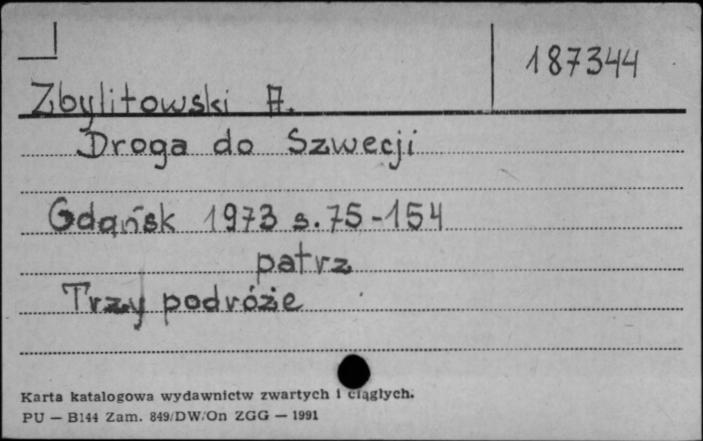 187344
Zbylitowski A.
Droga do Szwecji
Gdańsk 1973 s. 75-154
patrz
Trzy podróże
Karta katalogowa wydawnictw zwartych i ciągłych.
PU — B144 Zam. 849/DW/On ZGG — 1991